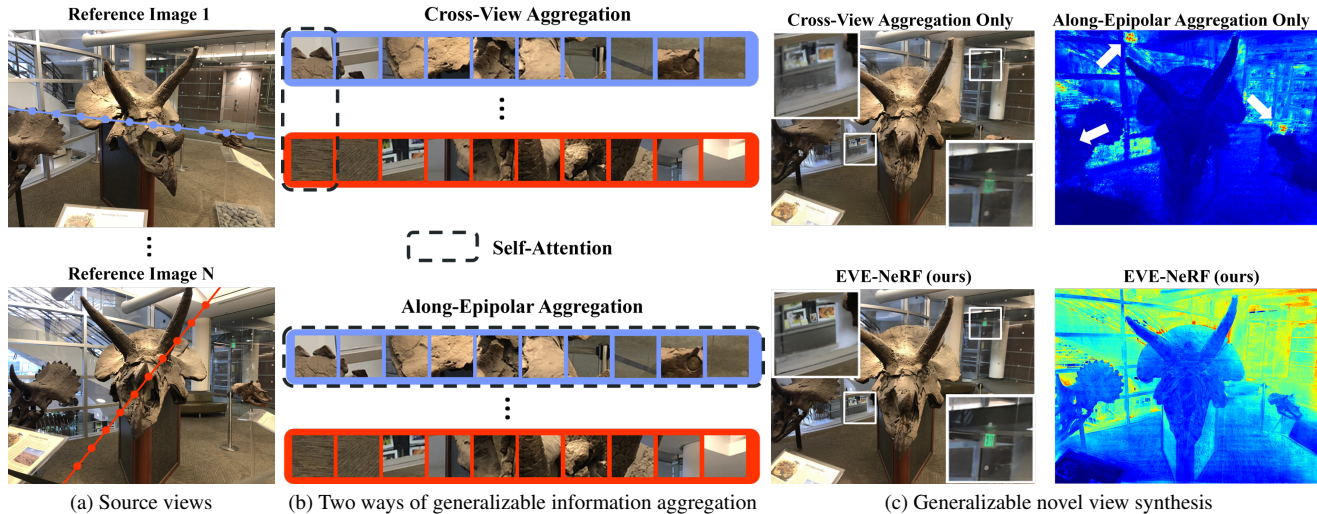 Reference Image 1
Cross-View Aggregation
Cross-View Aggregation Only
Along-Epipolar Aggregation Only
Self-Attention
Reference Image N
Along-Epipolar Aggregation
EVE-NeRF (ours)
EVE-NeRF (ours)
(a) Source views
(b) Two ways of generalizable information aggregation
(c) Generalizable novel view synthesis